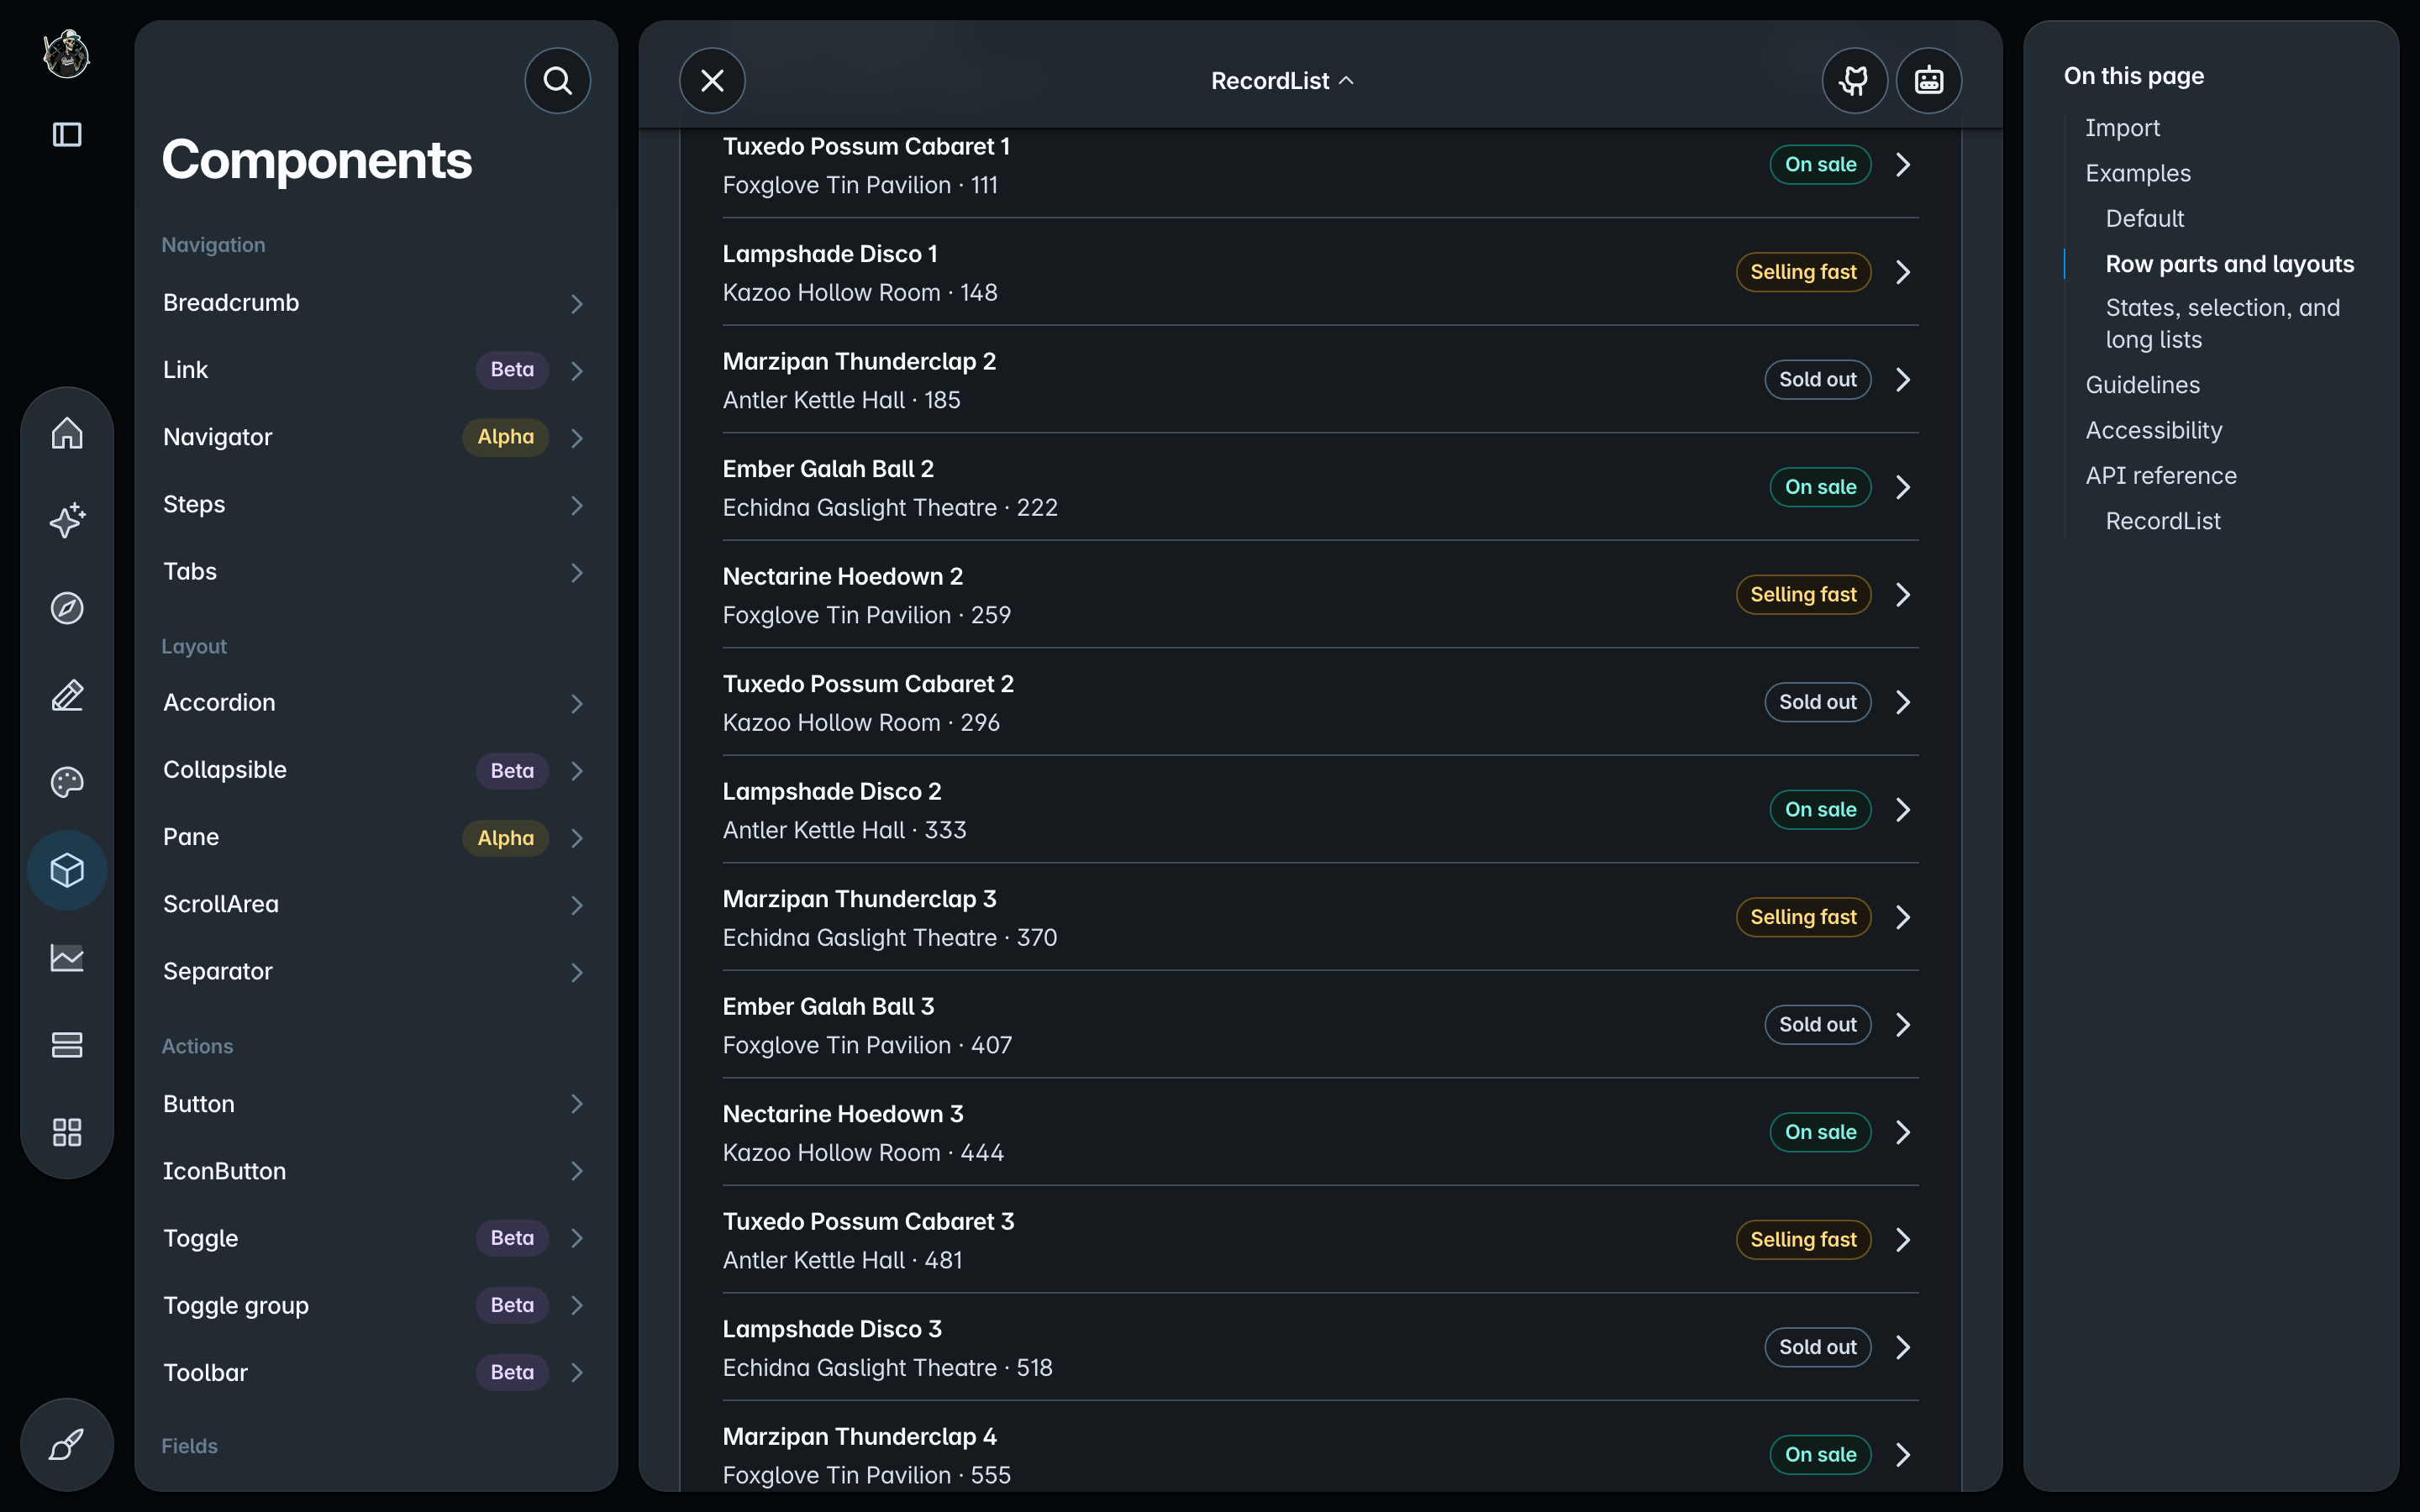 Components
Navigation
Breadcrumb
Link
Beta
Navigator
Alpha
Steps
Tabs
Layout
Accordion
Collapsible
Beta
Pane
Alpha
ScrollArea
Separator
Actions
Button
IconButton
Toggle
Beta
Toggle group
Beta
Toolbar
Beta
Fields
RecordList
Tuxedo Possum Cabaret 1
Foxglove Tin Pavilion · 111
On sale
Lampshade Disco 1
Kazoo Hollow Room · 148
Selling fast
Marzipan Thunderclap 2
Antler Kettle Hall · 185
Sold out
Ember Galah Ball 2
Echidna Gaslight Theatre · 222
On sale
Nectarine Hoedown 2
Foxglove Tin Pavilion · 259
Selling fast
Tuxedo Possum Cabaret 2
Kazoo Hollow Room · 296
Sold out
Lampshade Disco 2
Antler Kettle Hall · 333
On sale
Marzipan Thunderclap 3
Echidna Gaslight Theatre · 370
Selling fast
Ember Galah Ball 3
Foxglove Tin Pavilion · 407
Sold out
Nectarine Hoedown 3
Kazoo Hollow Room · 444
On sale
Tuxedo Possum Cabaret 3
Antler Kettle Hall · 481
Selling fast
Lampshade Disco 3
Echidna Gaslight Theatre · 518
Sold out
Marzipan Thunderclap 4
Foxglove Tin Pavilion · 555
On sale
On this page
Import
Examples
Default
Row parts and layouts
States, selection, and
long lists
Guidelines
Accessibility
API reference
RecordList